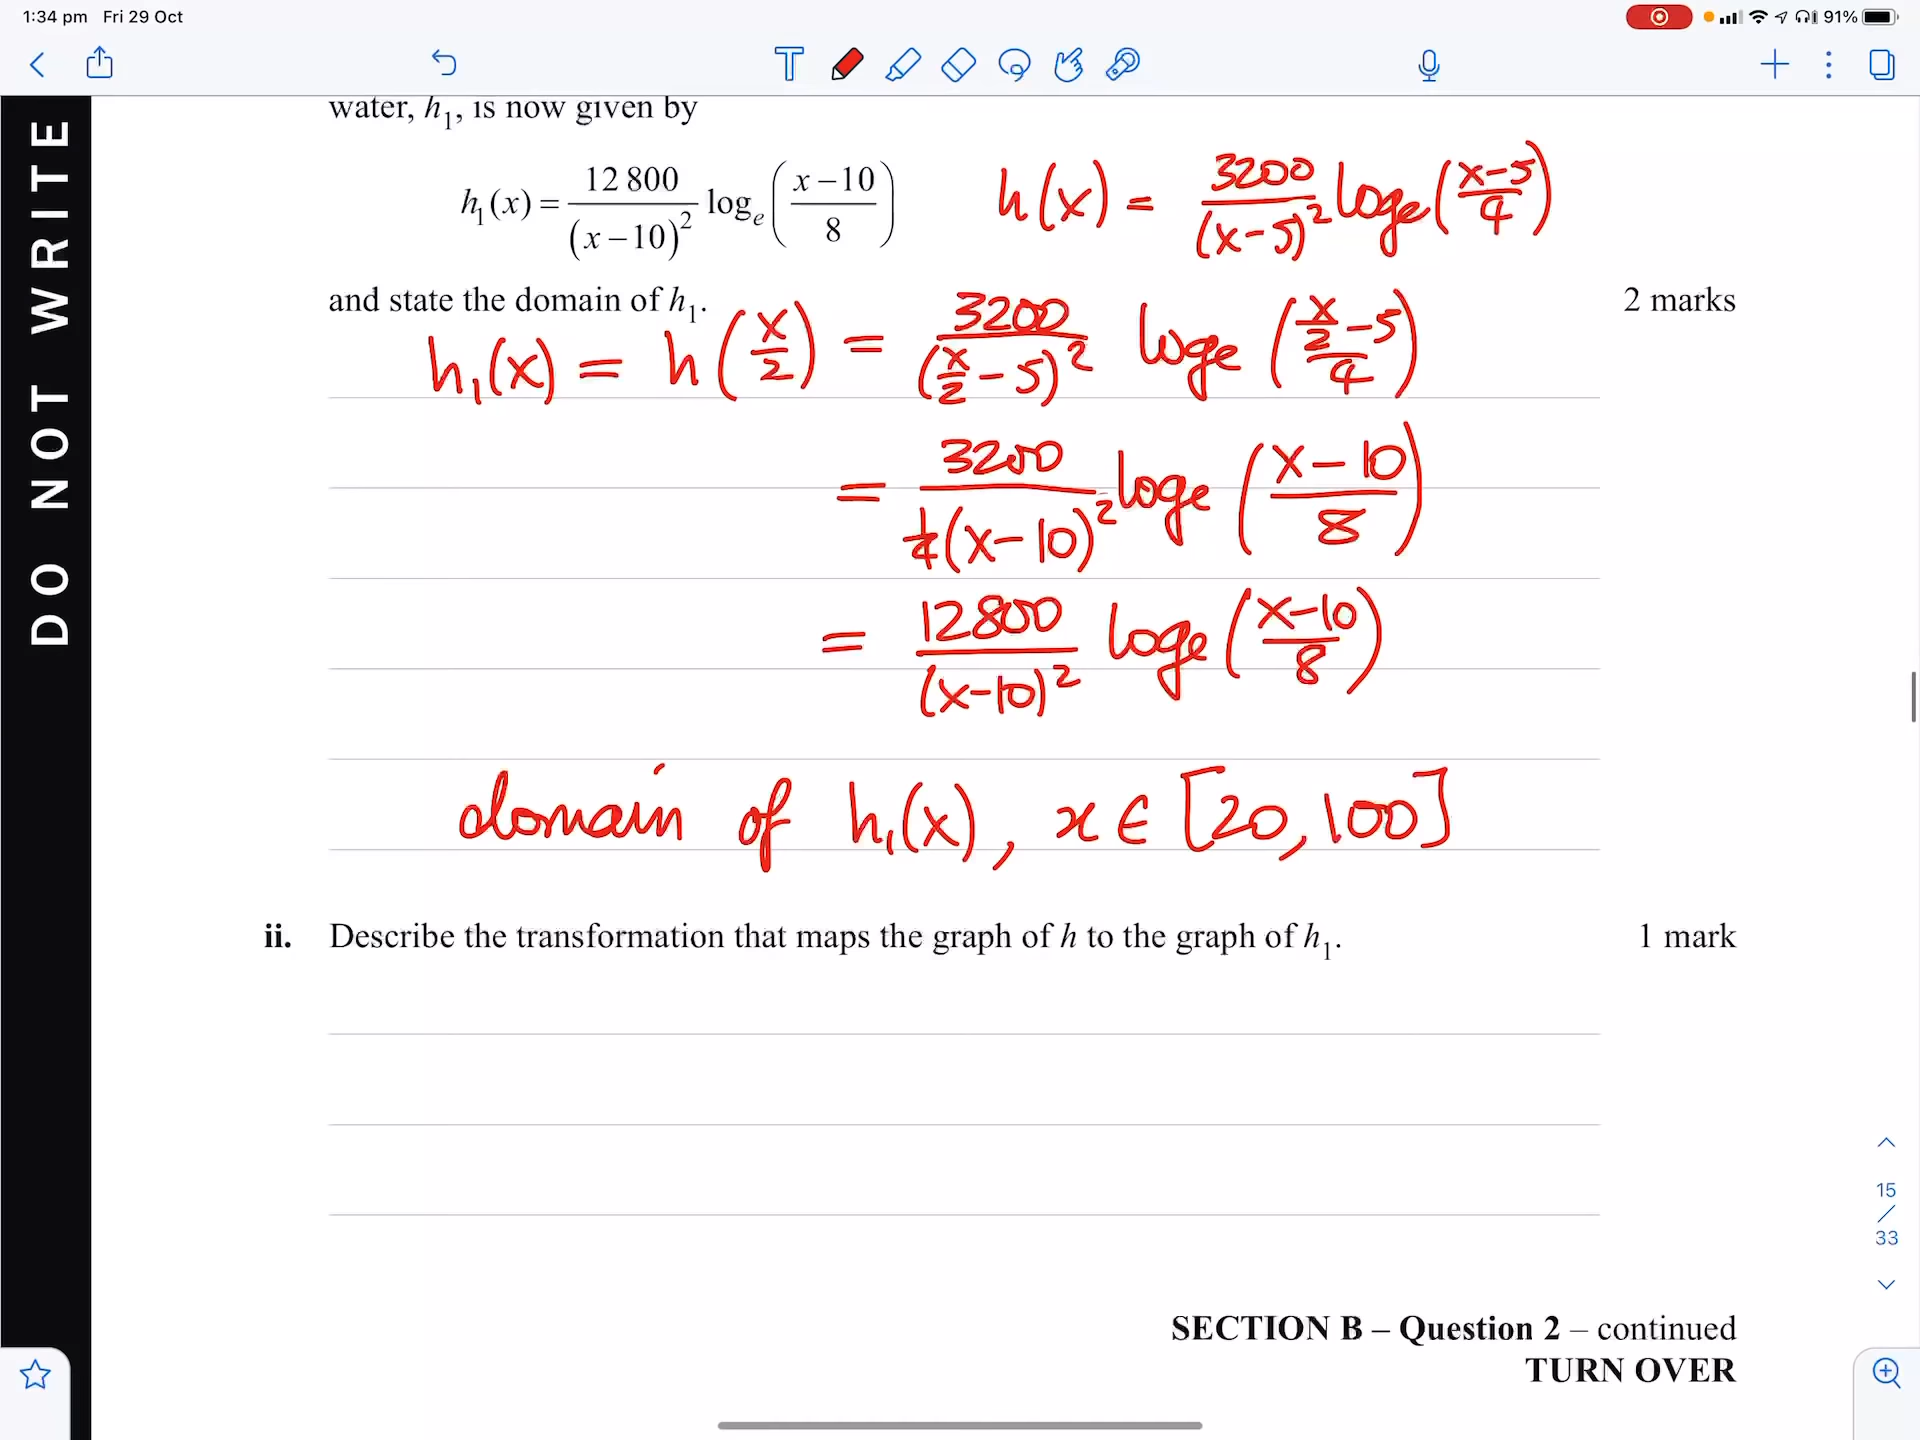 1:34 pm Fri 29 Oct
91%
DO NOT WRITE
water, h₁, is now given by
h₁(x) = 12 800/(x – 10)² logₑ((x – 10)/8)
h(x) = 3200/(x-5)² loge((x-5)/4)
and state the domain of h₁.
2 marks
h₁(x) = h(x/2) = 3200/(x/2 - 5)² loge((x/2 - 5)/4)
= 3200/(1/4(x-10)²) loge((x-10)/8)
= 12800/(x-10)² loge((x-10)/8)
domain of h₁(x), x ∈ [20, 100]
ii. Describe the transformation that maps the graph of h to the graph of h₁.
1 mark
15
/
33
SECTION B – Question 2 – continued
TURN OVER